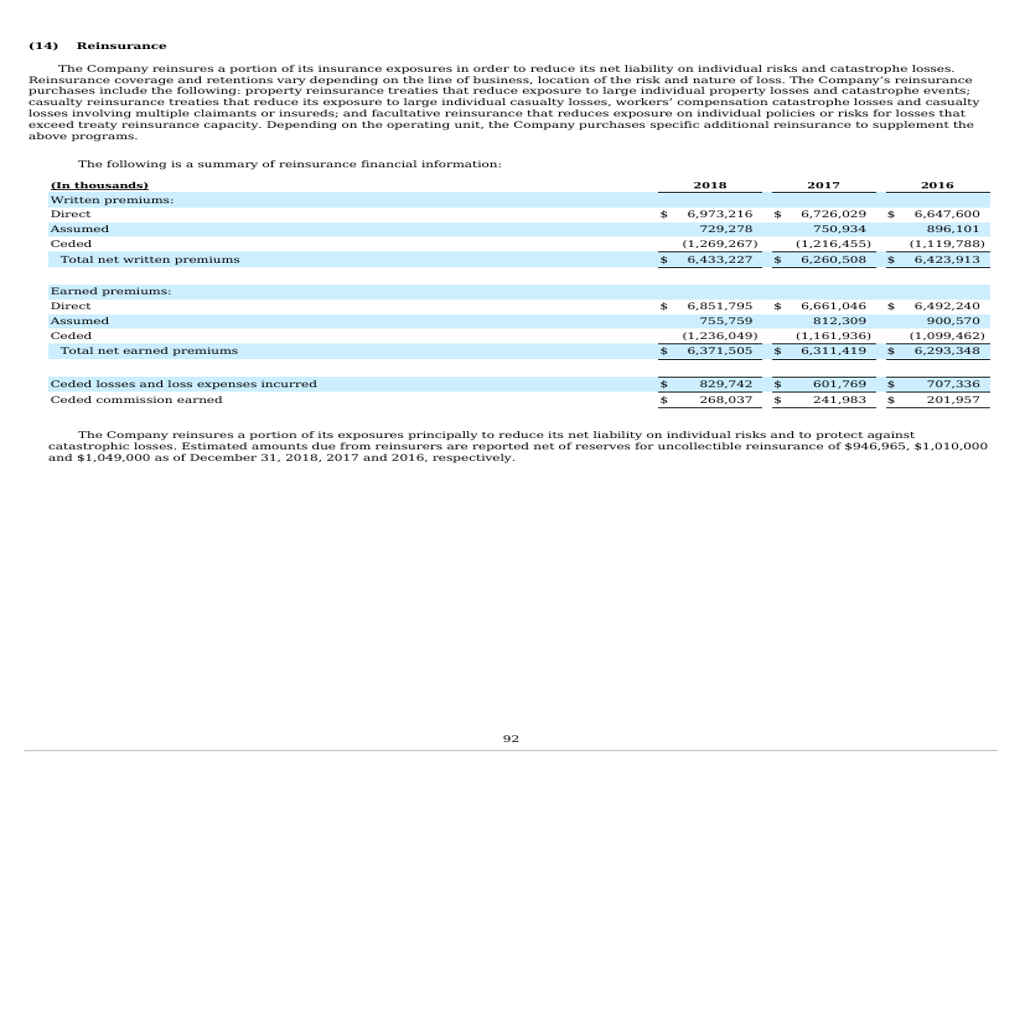 (14) Reinsurance
The Company reinsures a portion of its insurance exposures in order to reduce its net liability on individual risks and catastrophe losses.
Reinsurance coverage and retentions vary depending on the line of business, location of the risk and nature of loss. The Company's reinsurance
purchases include the following: property reinsurance treaties that reduce exposure to large individual property losses and catastrophe events;
casualty reinsurance treaties that reduce its exposure to large individual casualty losses, workers' compensation catastrophe losses and casualty
losses involving multiple claimants or insureds; and facultative reinsurance that reduces exposure on individual policies or risks for losses that
exceed treaty reinsurance capacity. Depending on the operating unit, the Company purchases specific additional reinsurance to supplement the
above programs.
The following is a summary of reinsurance financial information:
(In thousands) 2018 2017 2016
Written premiums:
Direct $ 6,973,216 $ 6,726,029 $ 6,647,600
Assumed 729,278 750,934 896,101
Ceded (1,269,267) (1,216,455) (1,119,788)
Total net written premiums $ 6,433,227 $ 6,260,508 $ 6,423,913
Earned premiums:
Direct $ 6,851,795 $ 6,661,046 $ 6,492,240
Assumed 755,759 812,309 900,570
Ceded (1,236,049) (1,161,936) (1,099,462)
Total net earned premiums $ 6,371,505 $ 6,311,419 $ 6,293,348
Ceded losses and loss expenses incurred $ 829,742 $ 601,769 $ 707,336
Ceded commission earned $ 268,037 $ 241,983 $ 201,957
The Company reinsures a portion of its exposures principally to reduce its net liability on individual risks and to protect against
catastrophic losses. Estimated amounts due from reinsurers are reported net of reserves for uncollectible reinsurance of $946,965, $1,010,000
and $1,049,000 as of December 31, 2018, 2017 and 2016, respectively.
92